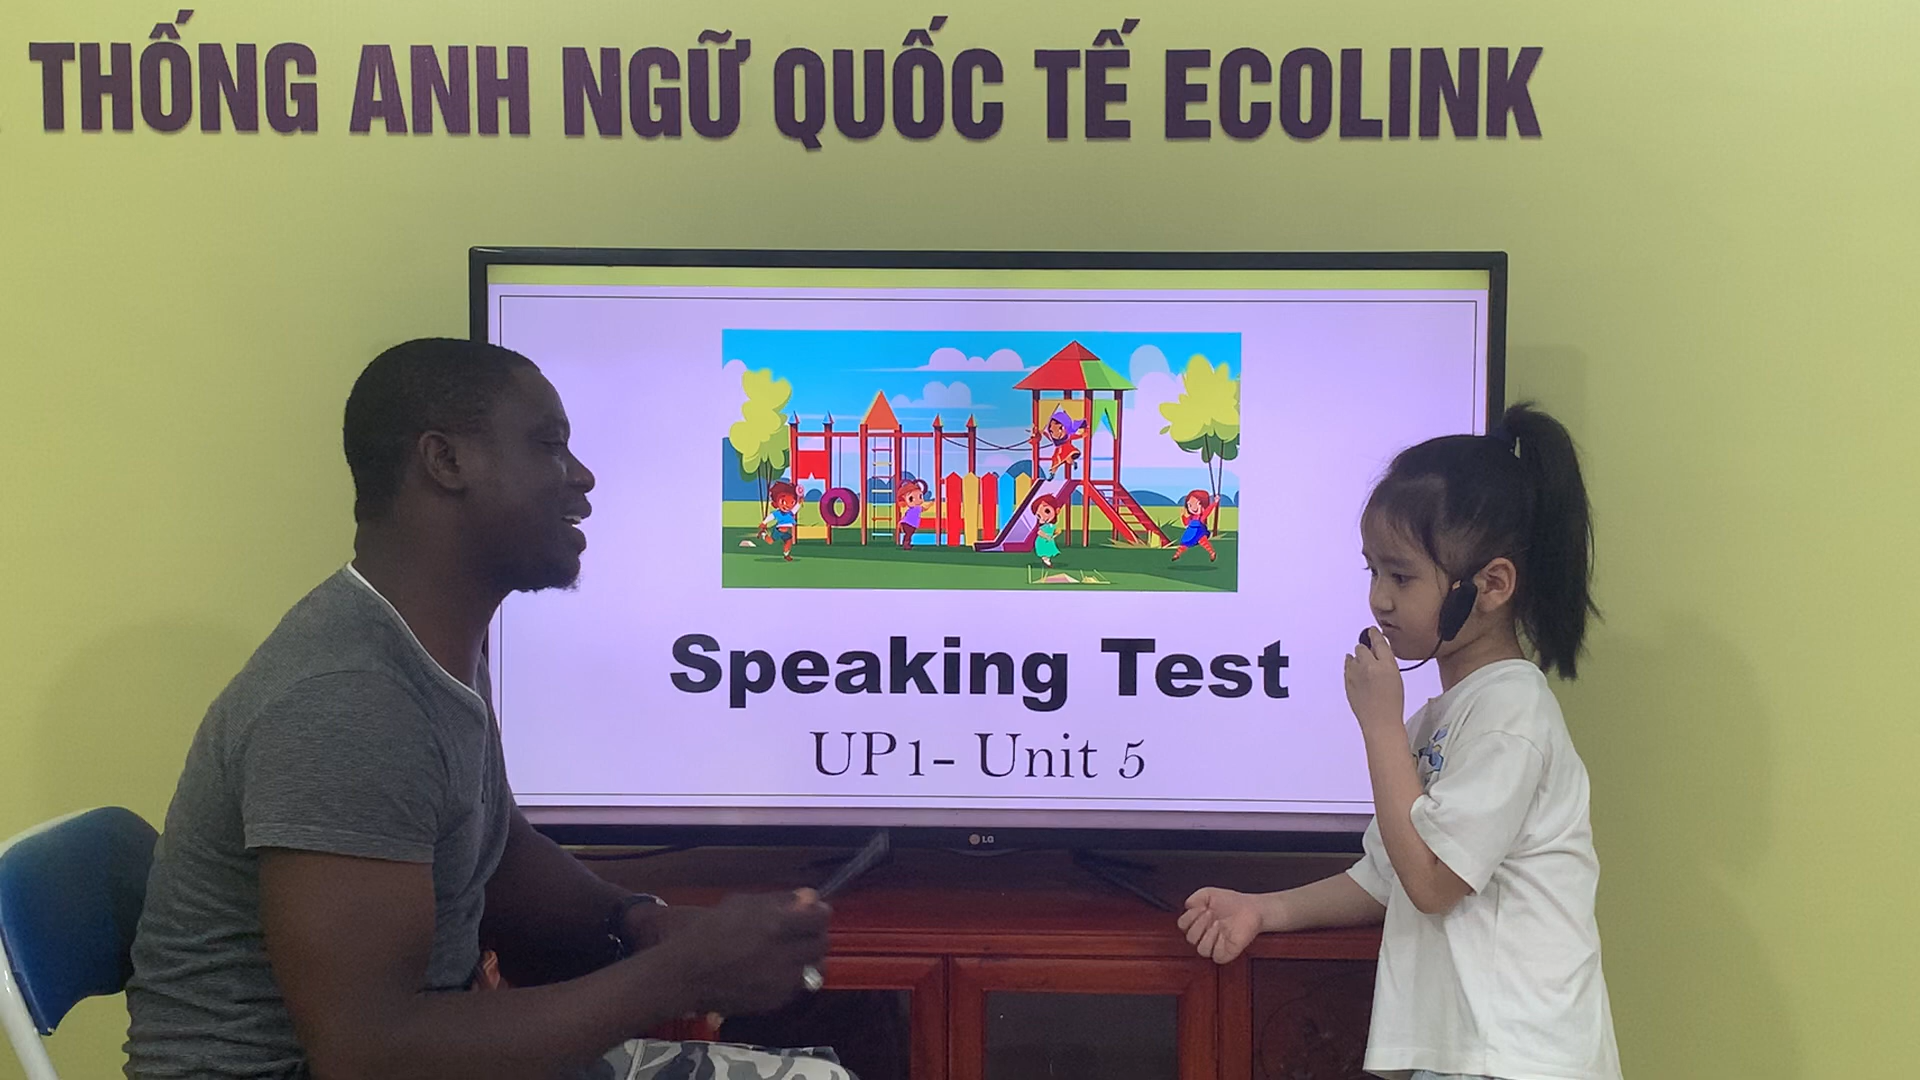 THỐNG ANH NGỮ QUỐC TẾ ECOLINK
Speaking Test
UP1- Unit 5
LG